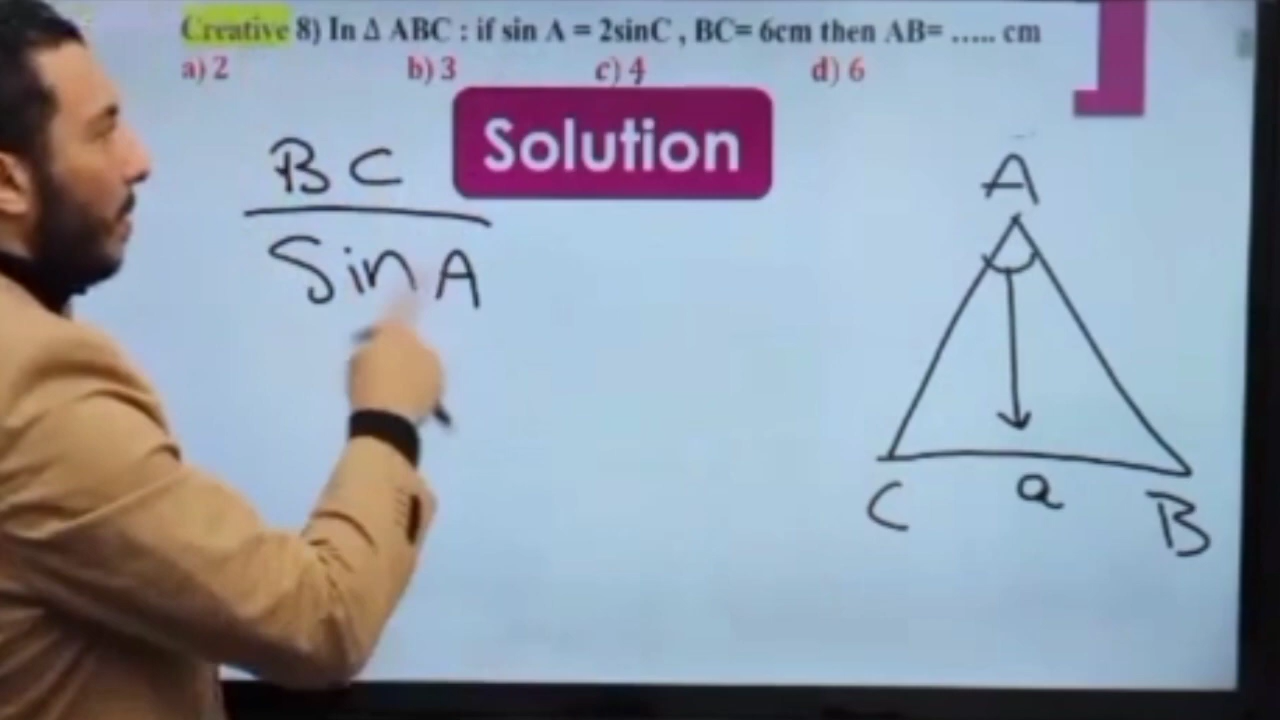 Creative 8) In Δ ABC : if sin A = 2sinC , BC= 6cm then AB= ..... cm
a) 2 b) 3 c) 4 d) 6
Solution
BC
Sin A
A
C a B